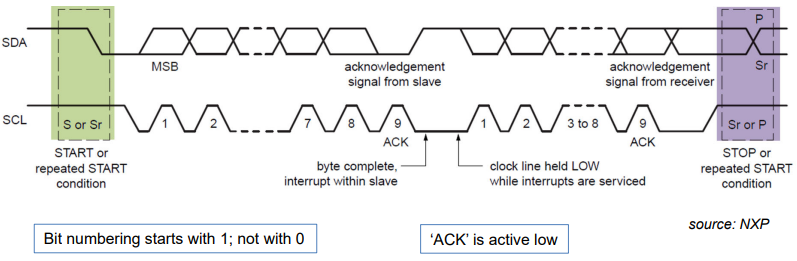 SDA
MSB
acknowledgement
signal from slave
acknowledgement
signal from receiver
P
Sr
SCL
S or Sr
1
2
7
8
9
ACK
1
2
3 to 8
9
ACK
Sr or P
START or
repeated START
condition
byte complete,
interrupt within slave
clock line held LOW
while interrupts are serviced
STOP or
repeated START
condition
source: NXP
Bit numbering starts with 1; not with 0
‘ACK’ is active low